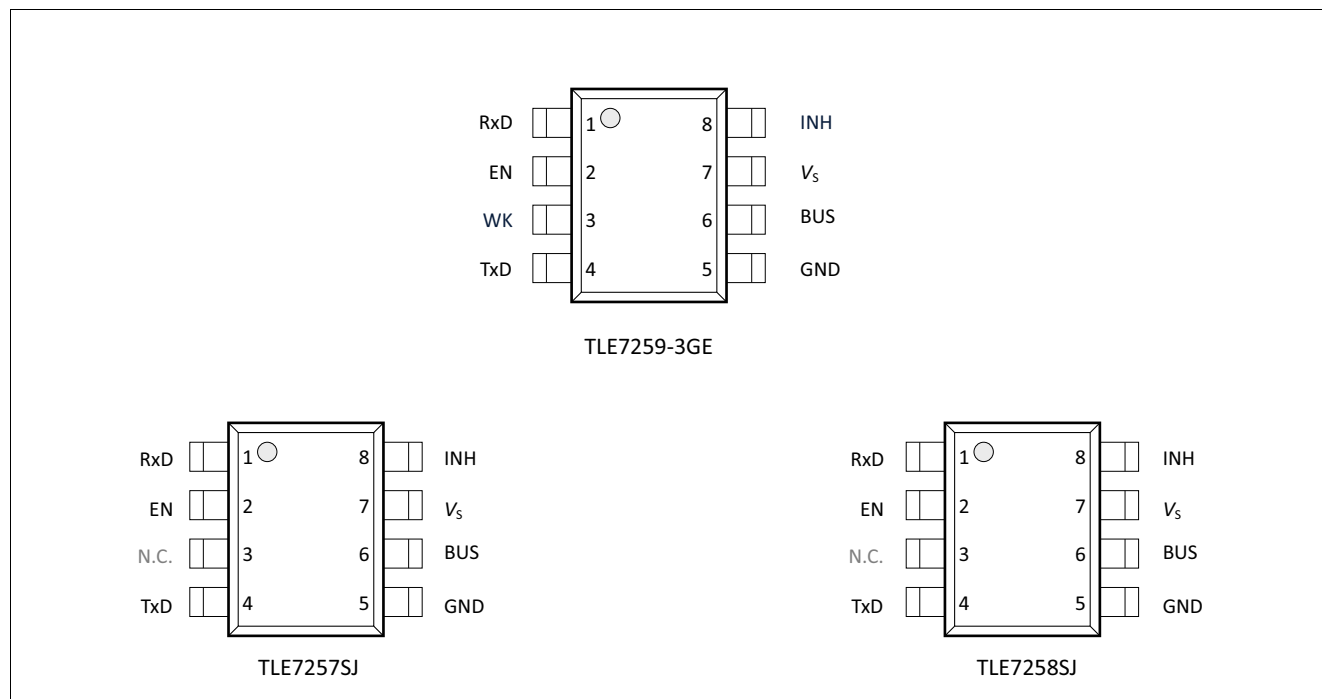 RxD 1 8 INH
EN 2 7 VS
WK 3 6 BUS
TxD 4 5 GND
TLE7259-3GE
RxD 1 8 INH
EN 2 7 VS
N.C. 3 6 BUS
TxD 4 5 GND
TLE7257SJ
RxD 1 8 INH
EN 2 7 VS
N.C. 3 6 BUS
TxD 4 5 GND
TLE7258SJ